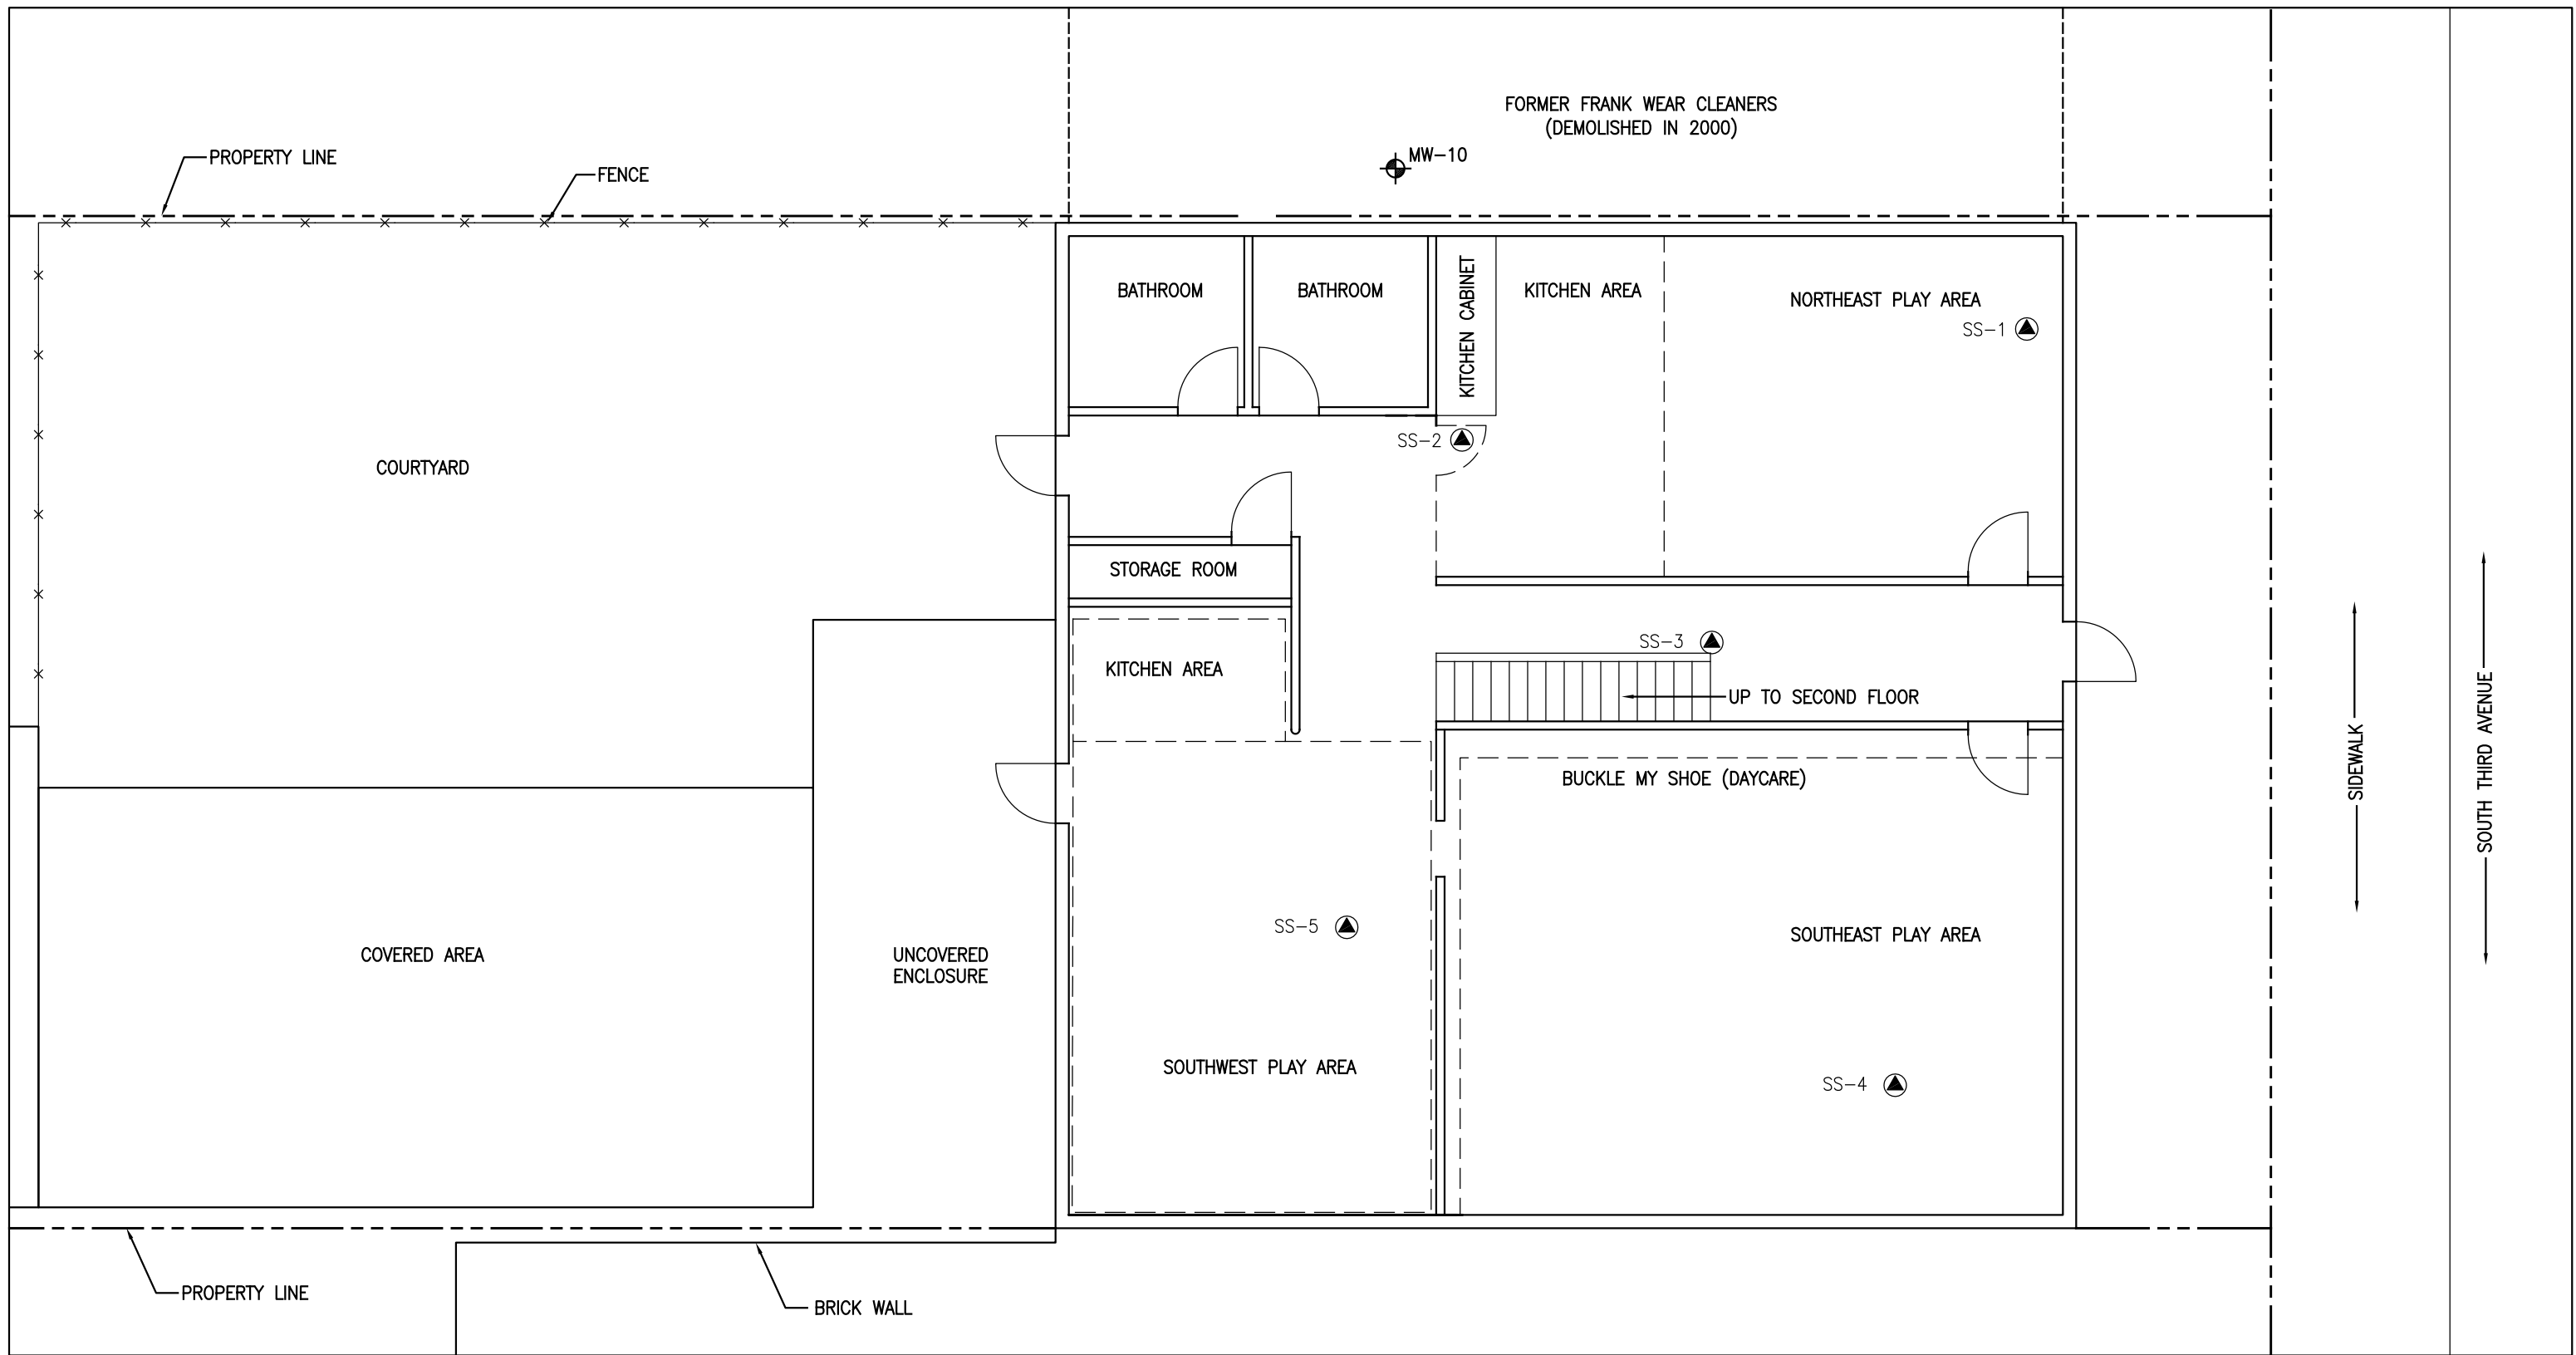 FORMER FRANK WEAR CLEANERS
(DEMOLISHED IN 2000)
PROPERTY LINE
FENCE
MW-10
BATHROOM
BATHROOM
KITCHEN CABINET
KITCHEN AREA
NORTHEAST PLAY AREA
SS-1
SS-2
COURTYARD
STORAGE ROOM
KITCHEN AREA
SS-3
UP TO SECOND FLOOR
SIDEWALK
SOUTH THIRD AVENUE
BUCKLE MY SHOE (DAYCARE)
SS-5
SOUTHEAST PLAY AREA
COVERED AREA
UNCOVERED
ENCLOSURE
SOUTHWEST PLAY AREA
SS-4
PROPERTY LINE
BRICK WALL